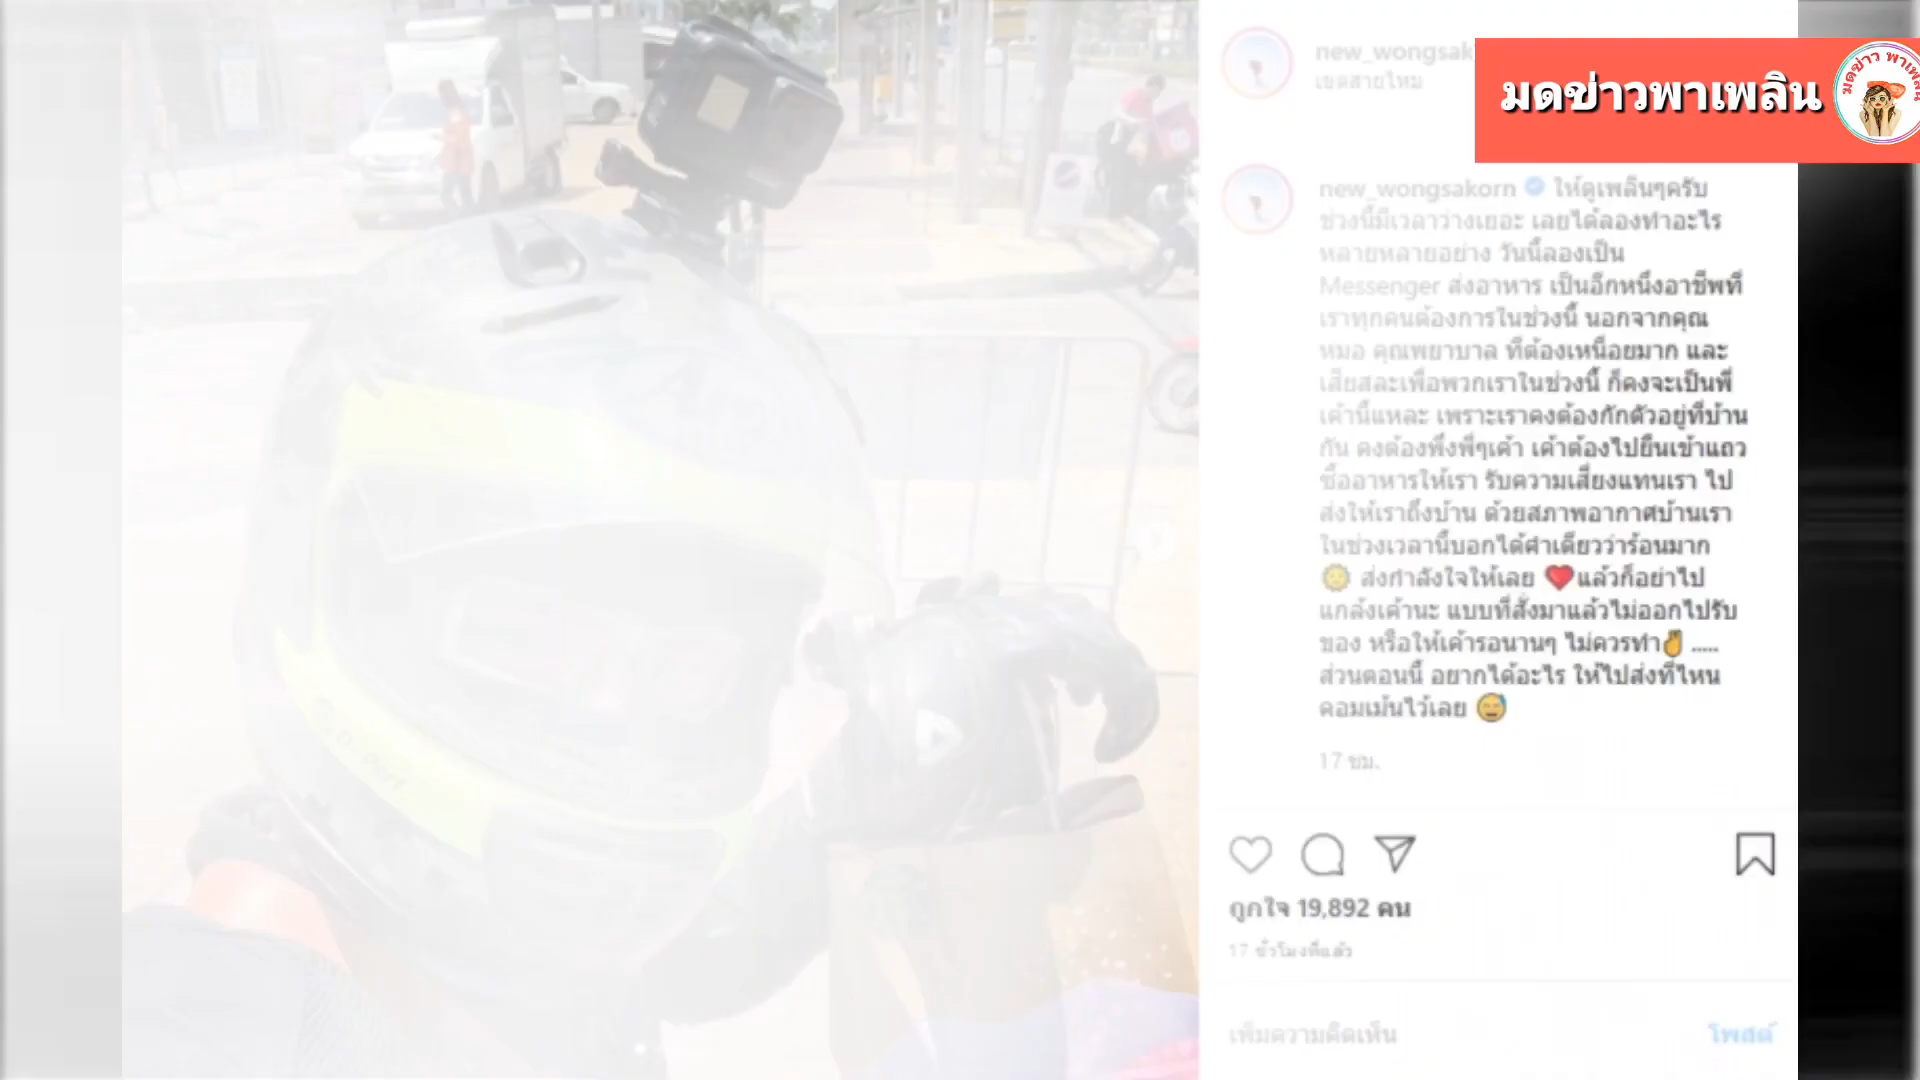 new_wongsak
เขตสายไหม
มดข่าวพาเพลิน
มดข่าว พาเพลิน
new_wongsakorn ให้ดูเพลินๆครับ
ช่วงนี้มีเวลาว่างเยอะ เลยได้ลองทำอะไร
หลายหลายอย่าง วันนี้ลองเป็น
Messenger ส่งอาหาร เป็นอีกหนึ่งอาชีพที่
เราทุกคนต้องการในช่วงนี้ นอกจากคุณ
หมอ คุณพยาบาล ที่ต้องเหนื่อยมาก และ
เสียสละเพื่อพวกเราในช่วงนี้ ก็คงจะเป็นพี่
เค้านี้แหละ เพราะเราคงต้องกักตัวอยู่ที่บ้าน
กัน คงต้องพึ่งพี่ๆเค้า เค้าต้องไปยืนเข้าแถว
ซื้ออาหารให้เรา รับความเสี่ยงแทนเรา ไป
ส่งให้เราถึงบ้าน ด้วยสภาพอากาศบ้านเรา
ในช่วงเวลานี้บอกได้คำเดียวว่าร้อนมาก
🌞 ส่งกำลังใจให้เลย ❤️แล้วก็อย่าไป
แกล้งเค้านะ แบบที่สั่งมาแล้วไม่ออกไปรับ
ของ หรือให้เค้ารอนานๆ ไม่ควรทำ✌️ .....
ส่วนตอนนี้ อยากได้อะไร ให้ไปส่งที่ไหน
คอมเม้นไว้เลย 😅
17 ชม.
ถูกใจ 19,892 คน
17 ชั่วโมงที่แล้ว
เพิ่มความคิดเห็น
โพสต์